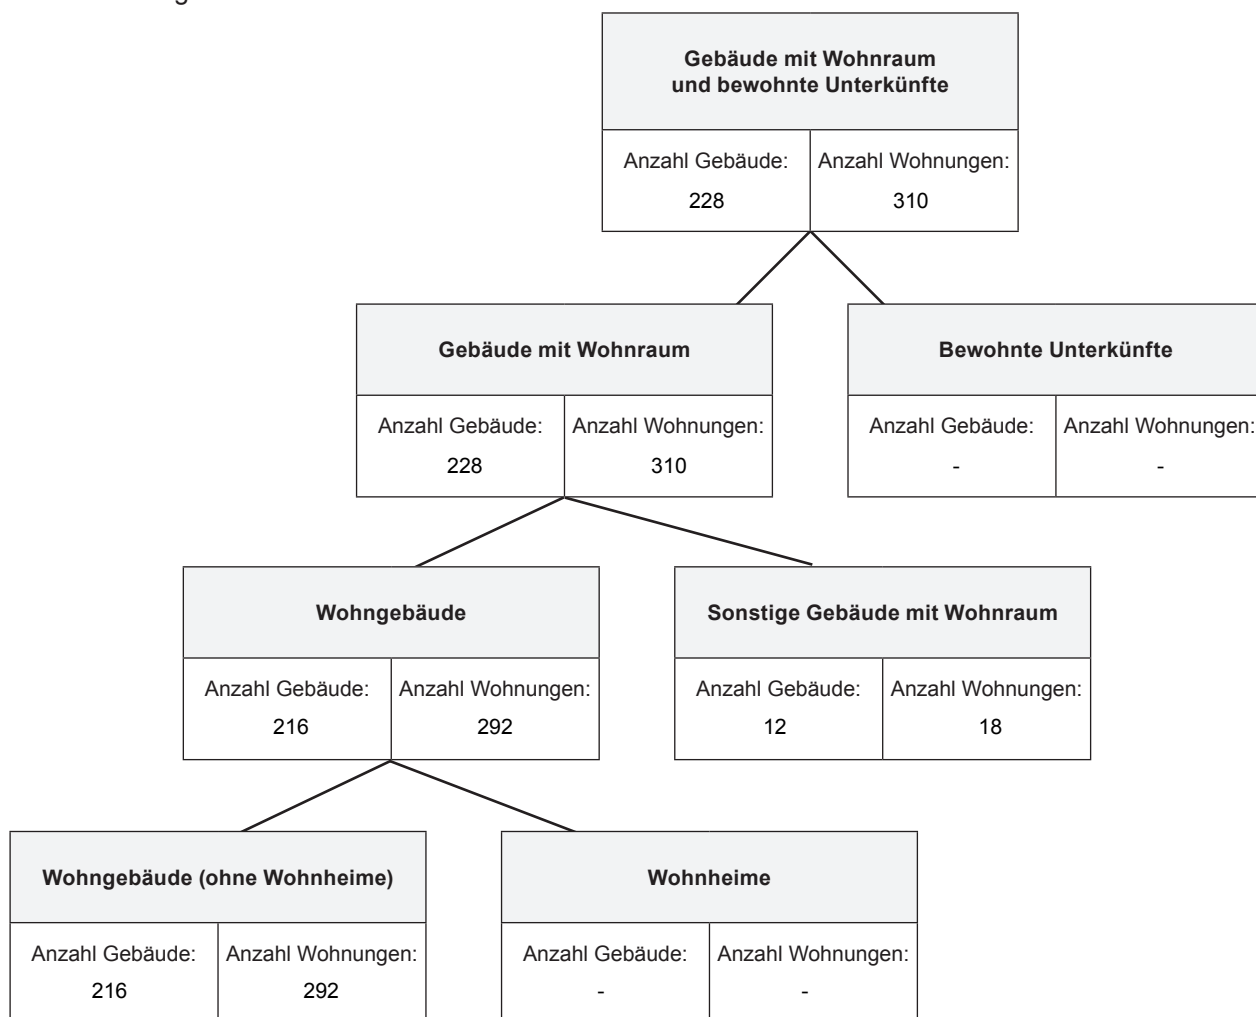 Gebäude mit Wohnraum
und bewohnte Unterkünfte
Anzahl Gebäude: Anzahl Wohnungen:
228 310
Gebäude mit Wohnraum
Anzahl Gebäude: Anzahl Wohnungen:
228 310
Bewohnte Unterkünfte
Anzahl Gebäude: Anzahl Wohnungen:
- -
Wohngebäude
Anzahl Gebäude: Anzahl Wohnungen:
216 292
Sonstige Gebäude mit Wohnraum
Anzahl Gebäude: Anzahl Wohnungen:
12 18
Wohngebäude (ohne Wohnheime)
Anzahl Gebäude: Anzahl Wohnungen:
216 292
Wohnheime
Anzahl Gebäude: Anzahl Wohnungen:
- -